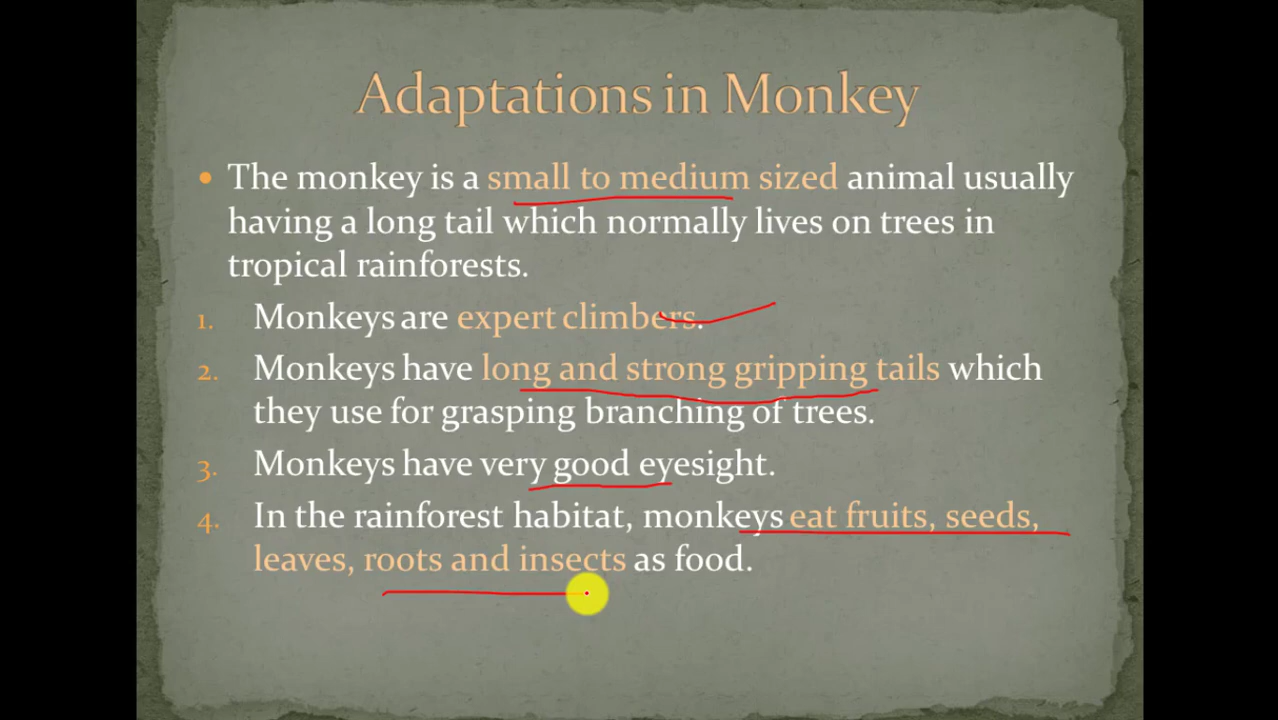 Adaptations in Monkey
• The monkey is a small to medium sized animal usually
having a long tail which normally lives on trees in
tropical rainforests.
1. Monkeys are expert climbers.
2. Monkeys have long and strong gripping tails which
they use for grasping branching of trees.
3. Monkeys have very good eyesight.
4. In the rainforest habitat, monkeys eat fruits, seeds,
leaves, roots and insects as food.